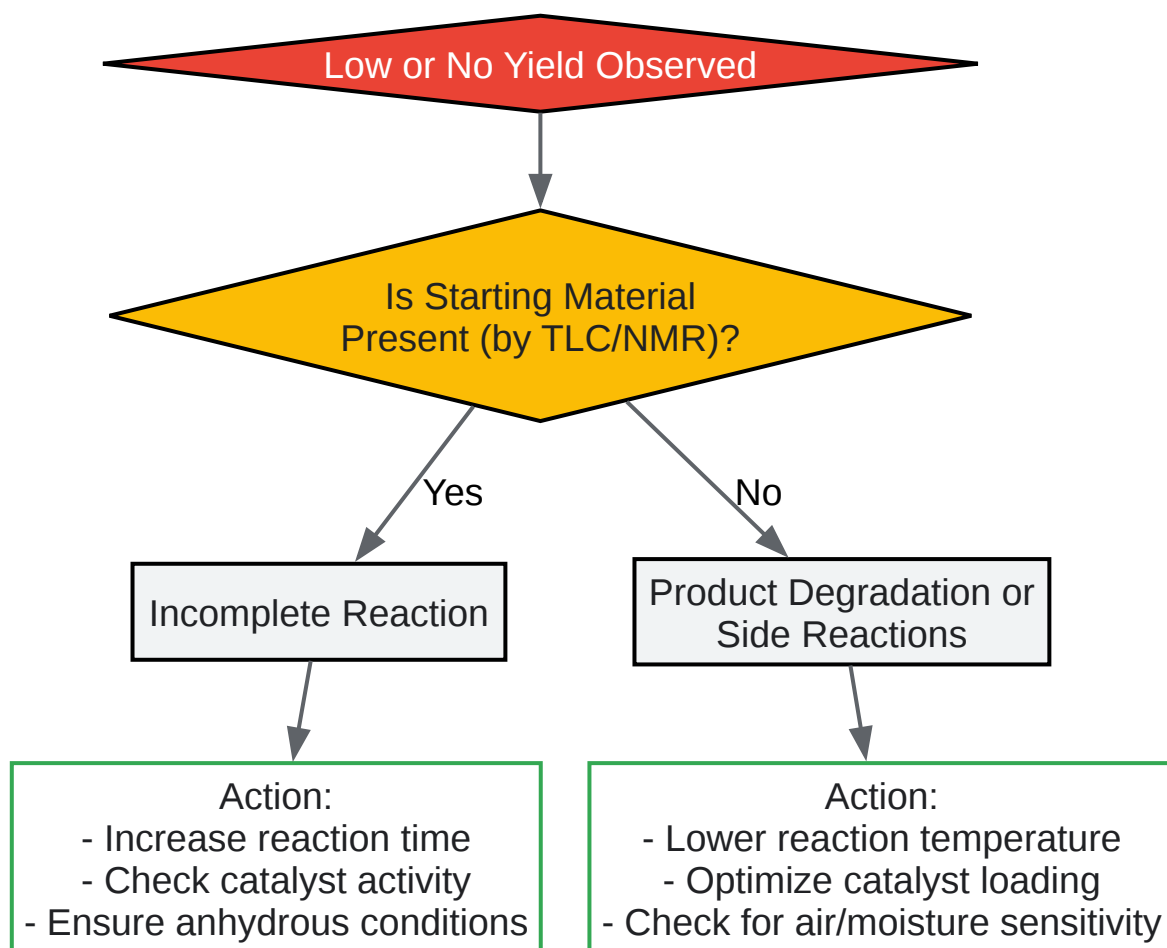 Low or No Yield Observed
Is Starting Material
Present (by TLC/NMR)?
Yes
No
Incomplete Reaction
Product Degradation or
Side Reactions
Action:
- Increase reaction time
- Check catalyst activity
- Ensure anhydrous conditions
Action:
- Lower reaction temperature
- Optimize catalyst loading
- Check for air/moisture sensitivity